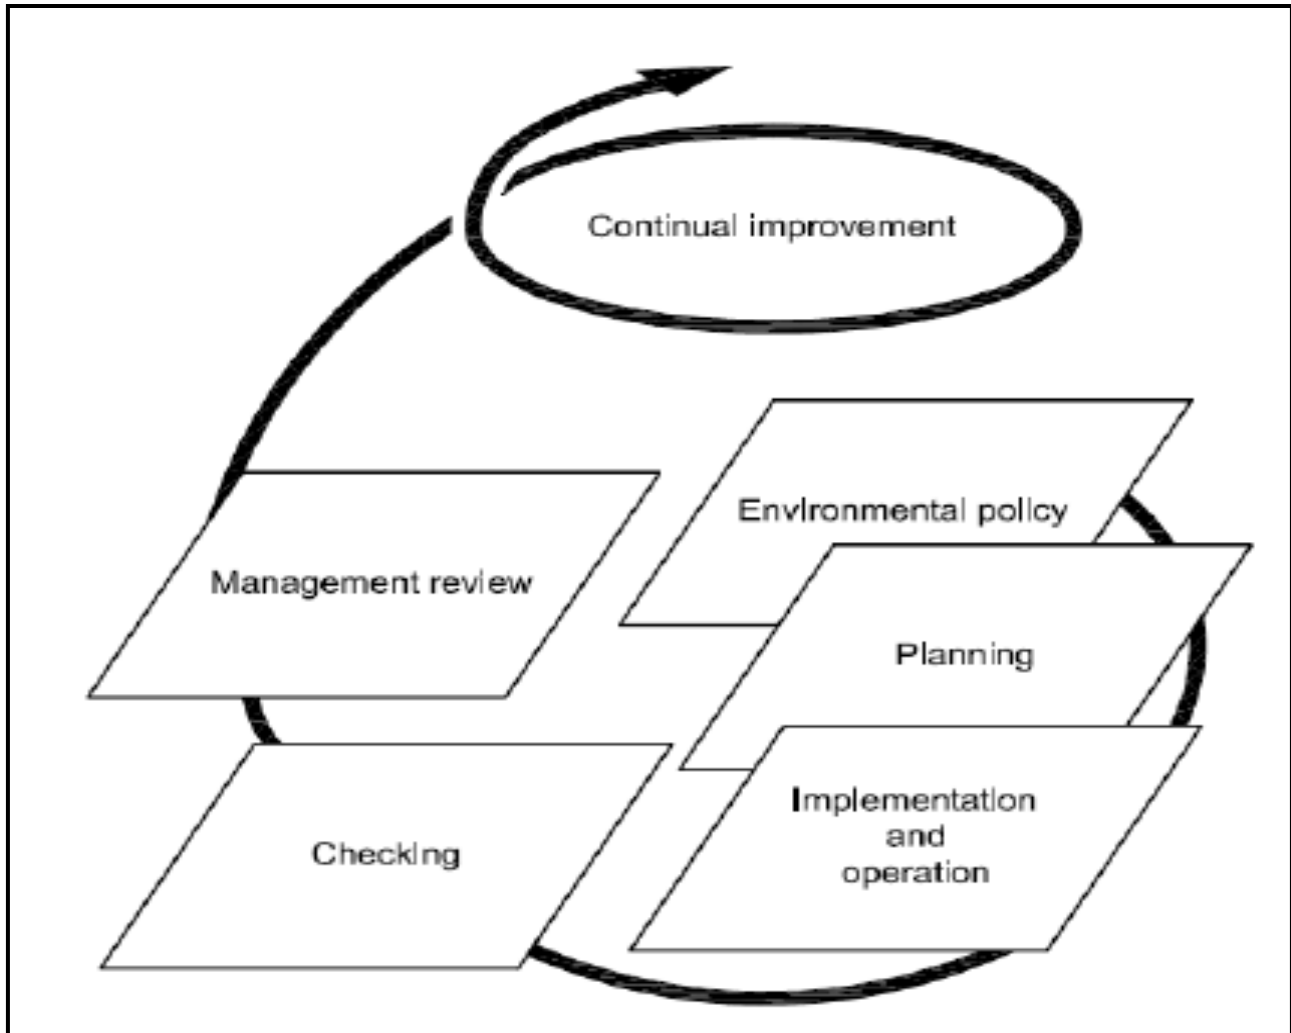 Continual improvement
Environmental policy
Management review
Planning
Implementation
and
operation
Checking